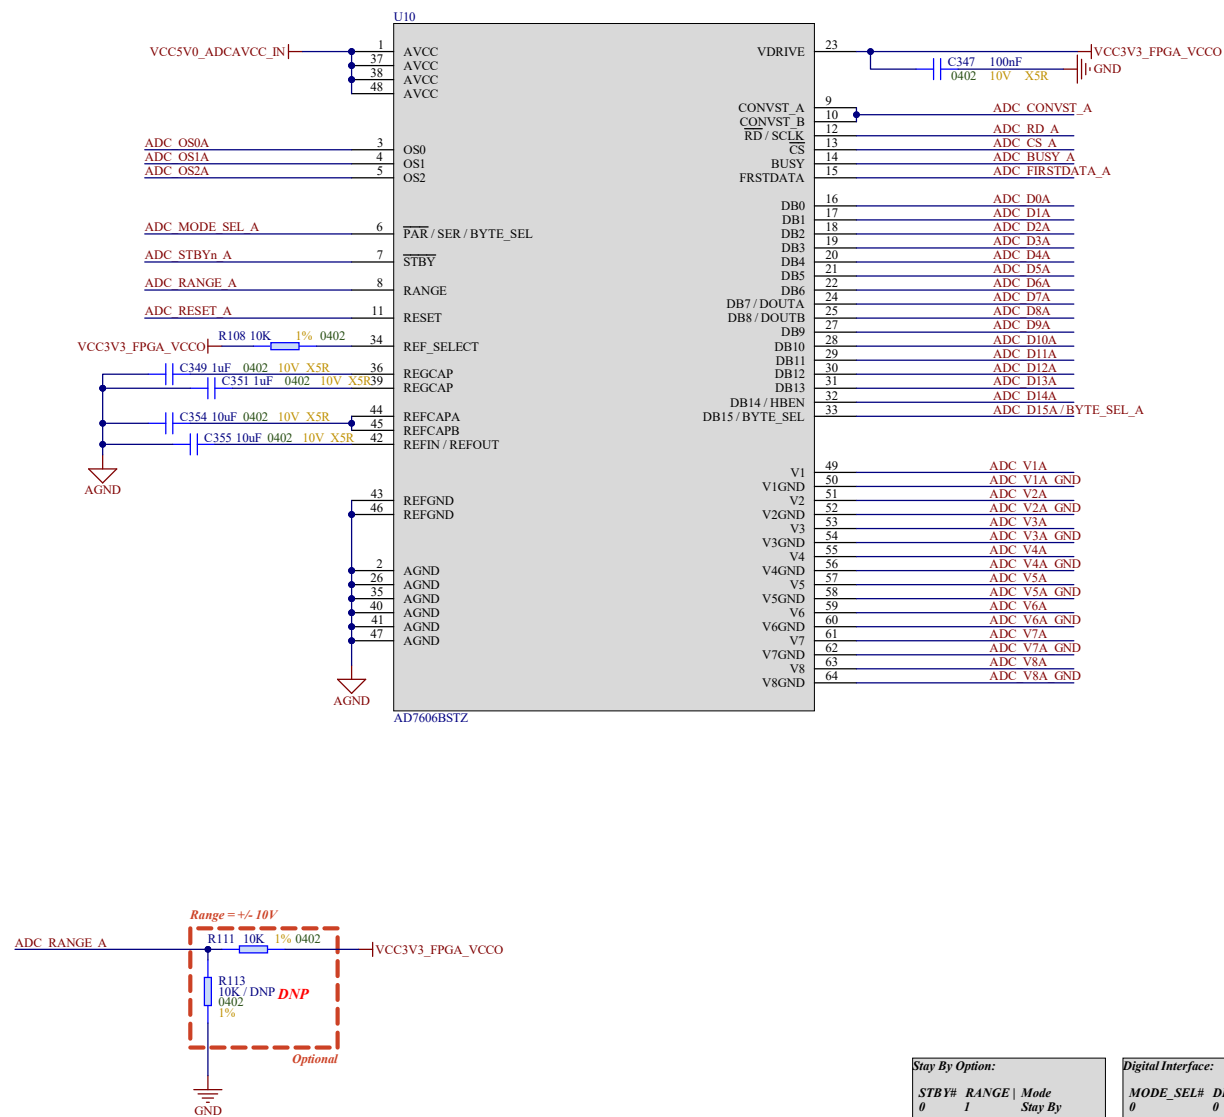 U10
VCC5V0_ADCAVCC_IN
1 AVCC
37 AVCC
38 AVCC
48 AVCC
ADC_OS0A 3 OS0
ADC_OS1A 4 OS1
ADC_OS2A 5 OS2
ADC_MODE_SEL_A 6 PAR / SER / BYTE_SEL
ADC_STBYn_A 7 STBY
ADC_RANGE_A 8 RANGE
ADC_RESET_A 11 RESET
VCC3V3_FPGA_VCCO R108 10K 1% 0402 34 REF_SELECT
C349 1uF 0402 10V X5R 36 REGCAP
C351 1uF 0402 10V X5R 39 REGCAP
C354 10uF 0402 10V X5R 44 REFCAPA
45 REFCAPB
C355 10uF 0402 10V X5R 42 REFIN / REFOUT
AGND
43 REFGND
46 REFGND
2 AGND
26 AGND
35 AGND
40 AGND
41 AGND
47 AGND
AGND
VDRIVE 23 VCC3V3_FPGA_VCCO
C347 100nF
0402 10V X5R
GND
CONVST_A 9 ADC_CONVST_A
CONVST_B 10
RD / SCLK 12 ADC_RD_A
CS 13 ADC_CS_A
BUSY 14 ADC_BUSY_A
FRSTDATA 15 ADC_FIRSTDATA_A
DB0 16 ADC_D0A
DB1 17 ADC_D1A
DB2 18 ADC_D2A
DB3 19 ADC_D3A
DB4 20 ADC_D4A
DB5 21 ADC_D5A
DB6 22 ADC_D6A
DB7 / DOUTA 24 ADC_D7A
DB8 / DOUTB 25 ADC_D8A
DB9 27 ADC_D9A
DB10 28 ADC_D10A
DB11 29 ADC_D11A
DB12 30 ADC_D12A
DB13 31 ADC_D13A
DB14 / HBEN 32 ADC_D14A
DB15 / BYTE_SEL 33 ADC_D15A / BYTE_SEL_A
V1 49 ADC_V1A
V1GND 50 ADC_V1A_GND
V2 51 ADC_V2A
V2GND 52 ADC_V2A_GND
V3 53 ADC_V3A
V3GND 54 ADC_V3A_GND
V4 55 ADC_V4A
V4GND 56 ADC_V4A_GND
V5 57 ADC_V5A
V5GND 58 ADC_V5A_GND
V6 59 ADC_V6A
V6GND 60 ADC_V6A_GND
V7 61 ADC_V7A
V7GND 62 ADC_V7A_GND
V8 63 ADC_V8A
V8GND 64 ADC_V8A_GND
AD7606BSTZ
Range = +/- 10V
ADC_RANGE_A
R111 10K 1% 0402
VCC3V3_FPGA_VCCO
R113
10K / DNP DNP
0402
1%
Optional
GND
Stay By Option:
STBY# RANGE | Mode
0 1 Stay By
Digital Interface:
MODE_SEL#
0 0